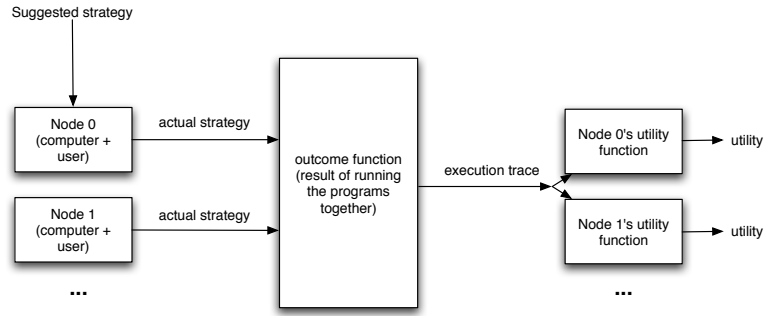 Suggested strategy
Node 0
(computer +
user)
actual strategy
Node 1
(computer +
user)
actual strategy
...
outcome function
(result of running
the programs
together)
execution trace
Node 0's utility
function
utility
Node 1's utility
function
utility
...